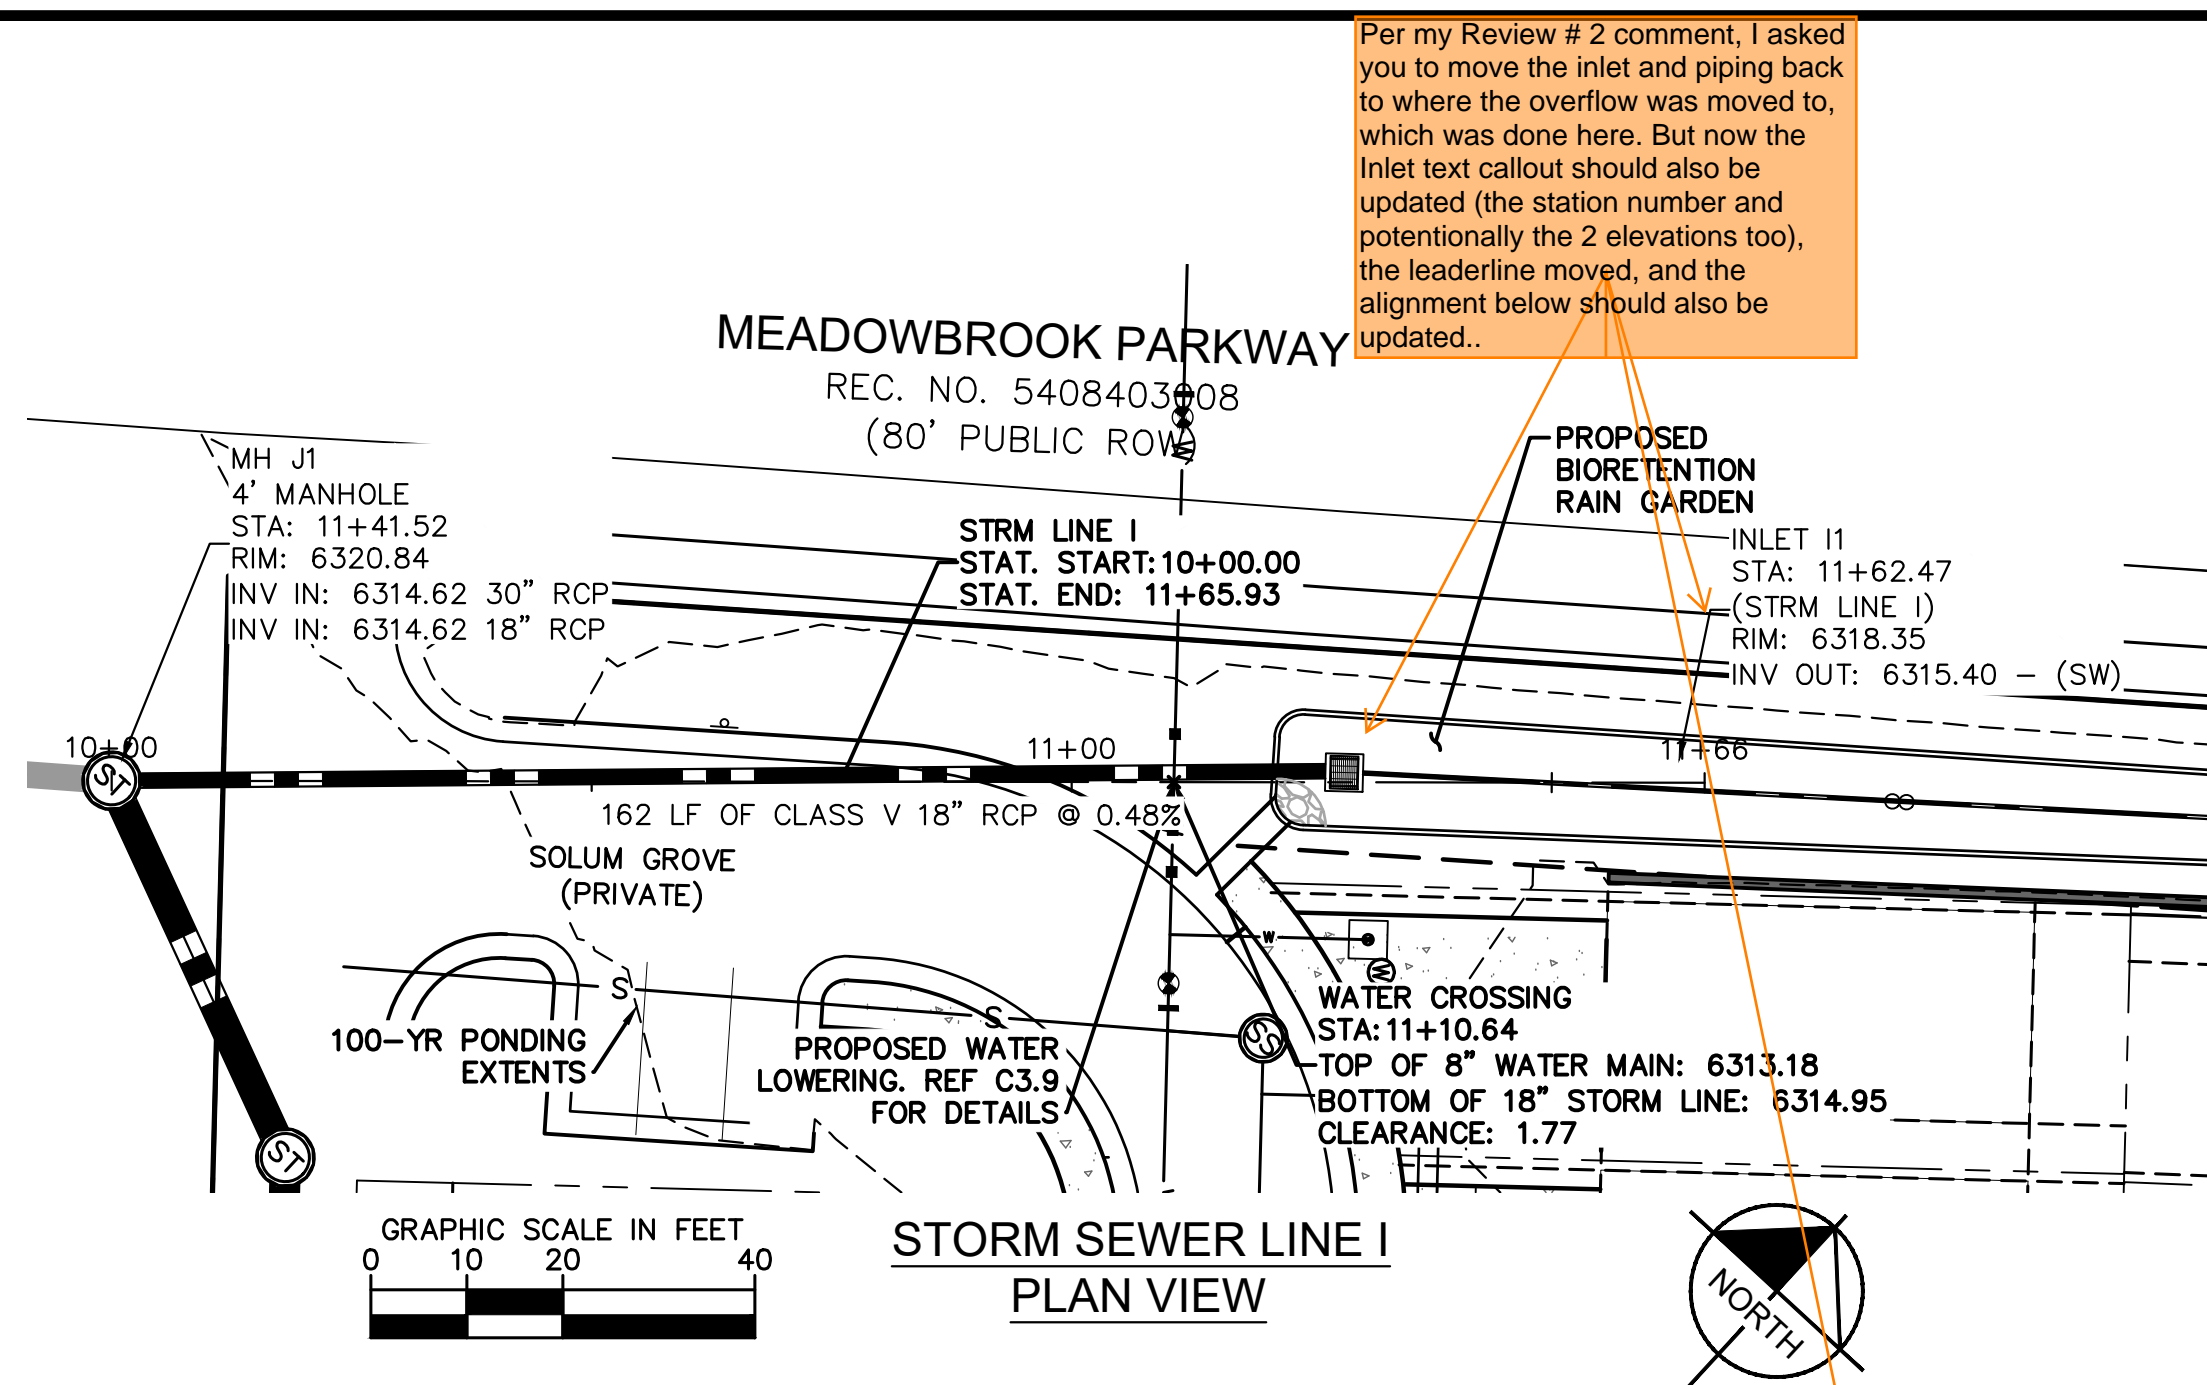 Per my Review # 2 comment, I asked
you to move the inlet and piping back
to where the overflow was moved to,
which was done here. But now the
Inlet text callout should also be
updated (the station number and
potentionally the 2 elevations too),
the leaderline moved, and the
alignment below should also be
updated..
MEADOWBROOK PARKWAY
REC. NO. 5408403008
(80' PUBLIC ROW)
W
MH J1
4' MANHOLE
STA: 11+41.52
RIM: 6320.84
INV IN: 6314.62 30" RCP
INV IN: 6314.62 18" RCP
STRM LINE I
STAT. START: 10+00.00
STAT. END: 11+65.93
PROPOSED
BIORETENTION
RAIN GARDEN
INLET I1
STA: 11+62.47
(STRM LINE I)
RIM: 6318.35
INV OUT: 6315.40 - (SW)
10+00
11+00
11+66
ST
162 LF OF CLASS V 18" RCP @ 0.48%
SOLUM GROVE
(PRIVATE)
W
W
S
S
SS
ST
100-YR PONDING
EXTENTS
PROPOSED WATER
LOWERING. REF C3.9
FOR DETAILS
WATER CROSSING
STA: 11+10.64
TOP OF 8" WATER MAIN: 6313.18
BOTTOM OF 18" STORM LINE: 6314.95
CLEARANCE: 1.77
GRAPHIC SCALE IN FEET
0 10 20 40
STORM SEWER LINE I
PLAN VIEW
NORTH